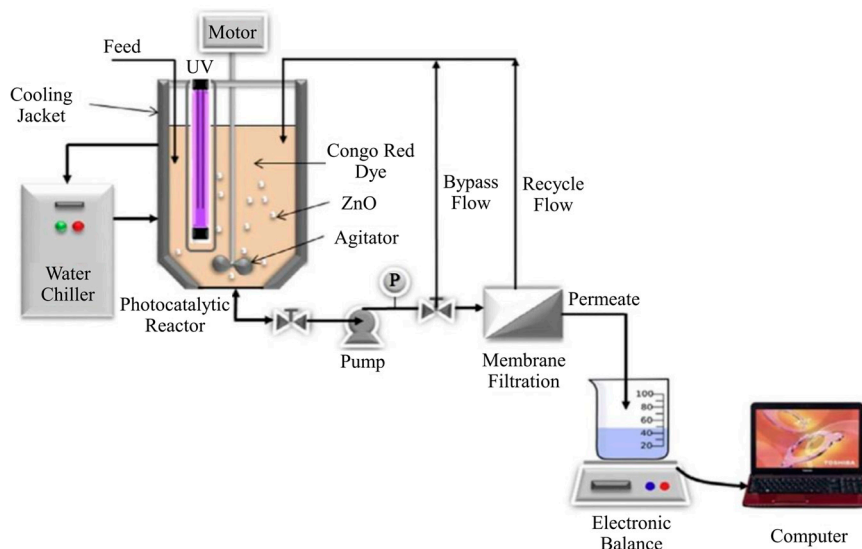 Motor
Feed
UV
Cooling
Jacket
Congo Red
Dye
ZnO
Agitator
Bypass
Flow
Recycle
Flow
Water
Chiller
Photocatalytic
Reactor
P
Pump
Membrane
Filtration
Permeate
100
80
60
40
20
TOSHIBA
Electronic
Balance
Computer